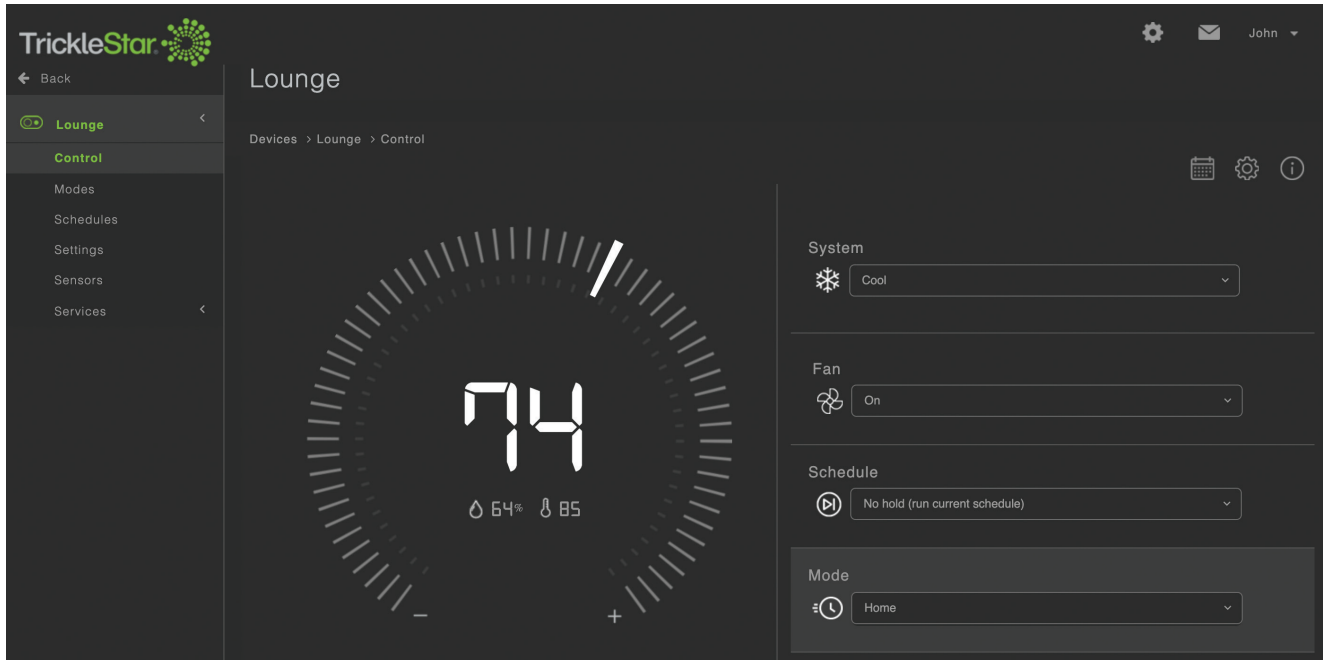 TrickleStar
John
Back
Lounge
Lounge
Control
Modes
Schedules
Settings
Sensors
Services
Devices > Lounge > Control
74
64% 85
− +
System
Cool
Fan
On
Schedule
No hold (run current schedule)
Mode
Home